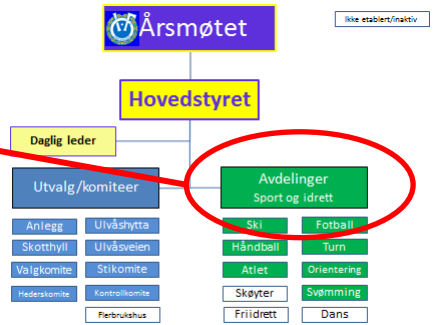 Årsmøtet
Ikke etablert/inaktiv
Hovedstyret
Daglig leder
Utvalg/komiteer
Avdelinger
Sport og idrett
Anlegg
Ulvåshytta
Ski
Fotball
Skotthyll
Ulvåsveien
Håndball
Turn
Valgkomite
Stikomite
Atlet
Orientering
Hederskomite
Kontrollkomite
Skøyter
Svømming
Flerbrukshus
Friidrett
Dans